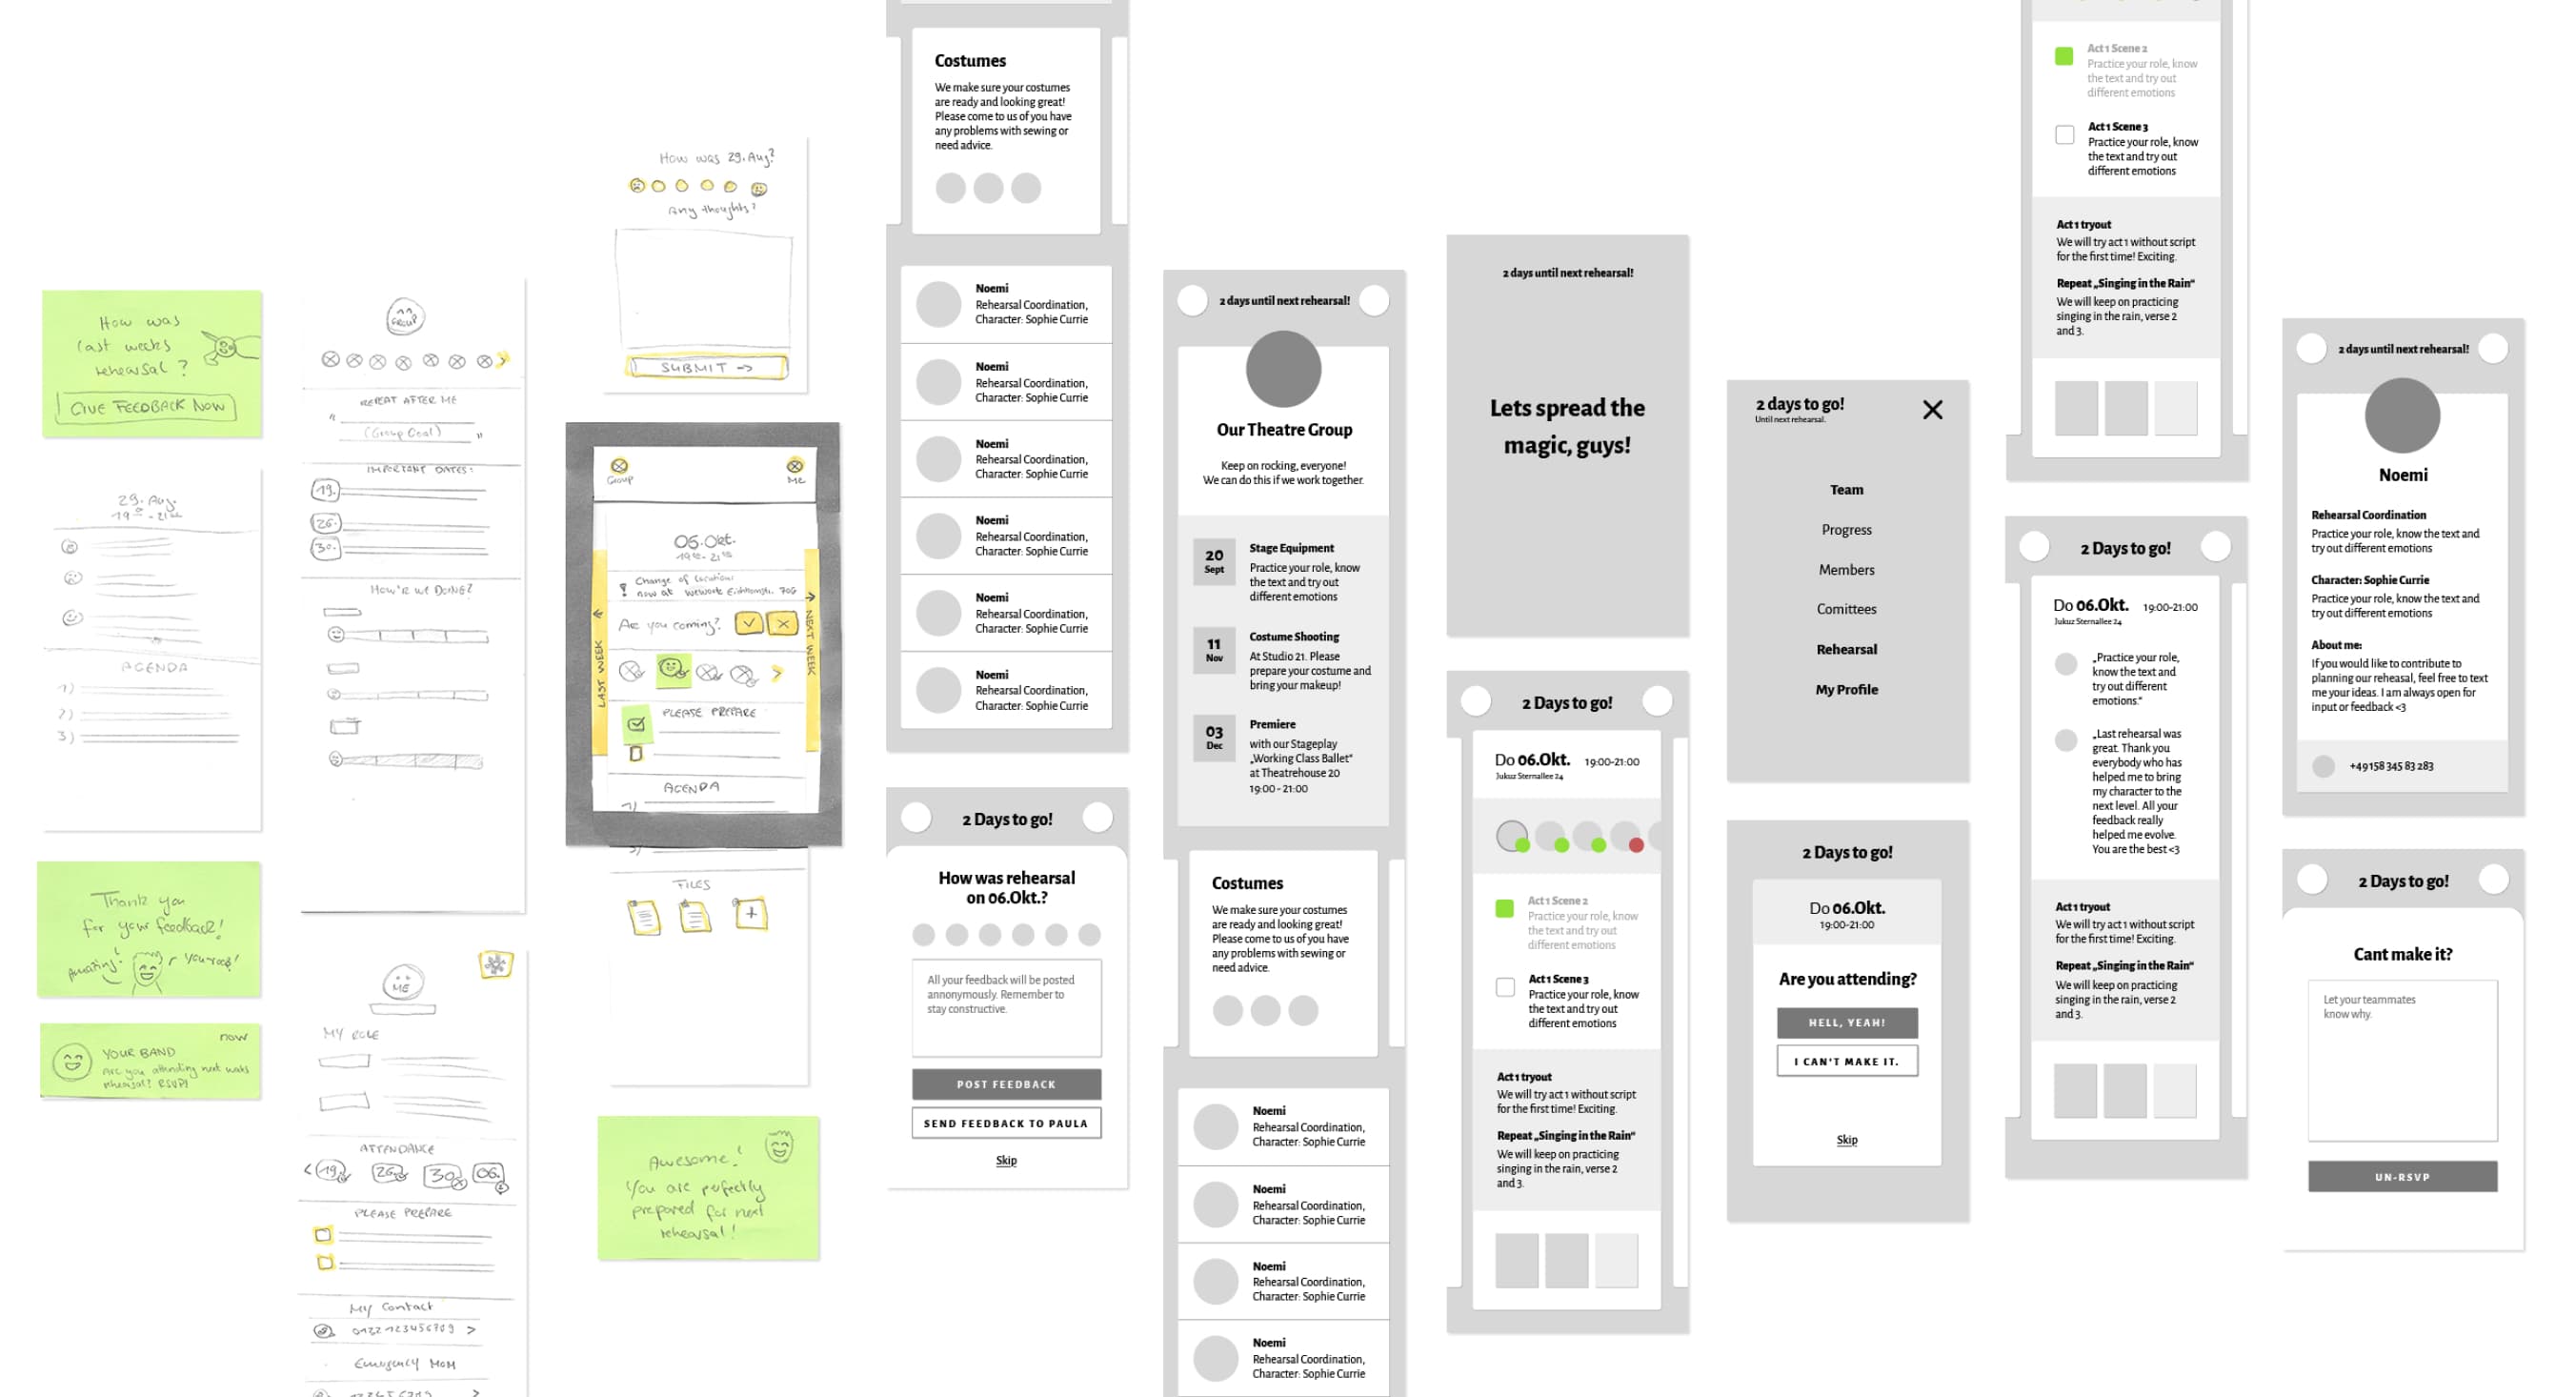 How was
last weeks
rehearsal?
GIVE FEEDBACK NOW
29. Aug.
AGENDA
1)
2)
3)
Thank you
for your feedback!
Amazing!
You rock!
now
YOUR BAND
Are you attending next weeks
rehearsal? RSVP!
GROUP
REPEAT AFTER ME
" (Group Goal) "
IMPORTANT DATES:
19.
26.
30.
HOW'RE WE DOING?
ME
MY ROLE
ATTENDANCE
19. 26. 30. 06.
PLEASE PREPARE
My Contact
0122 123456789 >
Emergency MOM
How was 29. Aug?
Any thoughts?
SUBMIT →
Group
ME
06. Okt.
Change of Location:
now at WeWork
Are you coming?
LAST WEEK
NEXT WEEK
PLEASE PREPARE
AGENDA
1)
FILES
Awesome!
You are perfectly
prepared for next
rehearsal!
Costumes
We make sure your costumes
are ready and looking great!
Please come to us of you have
any problems with sewing or
need advice.
Noemi
Rehearsal Coordination,
Character: Sophie Currie
Noemi
Rehearsal Coordination,
Character: Sophie Currie
Noemi
Rehearsal Coordination,
Character: Sophie Currie
Noemi
Rehearsal Coordination,
Character: Sophie Currie
Noemi
Rehearsal Coordination,
Character: Sophie Currie
Noemi
Rehearsal Coordination,
Character: Sophie Currie
2 Days to go!
How was rehearsal
on 06.Okt.?
All your feedback will be posted
annonymously. Remember to
stay constructive.
POST FEEDBACK
SEND FEEDBACK TO PAULA
Skip
2 days until next rehearsal!
Our Theatre Group
Keep on rocking, everyone!
We can do this if we work together.
20
Sept
Stage Equipment
Practice your role, know
the text and try out
different emotions
11
Nov
Costume Shooting
At Studio 21. Please
prepare your costume and
bring your makeup!
03
Dec
Premiere
with our Stageplay
„Working Class Ballet“
at Theatrehouse 20
19:00 - 21:00
Costumes
We make sure your costumes
are ready and looking great!
Please come to us of you have
any problems with sewing or
need advice.
Noemi
Rehearsal Coordination,
Character: Sophie Currie
Noemi
Rehearsal Coordination,
Character: Sophie Currie
Noemi
Rehearsal Coordination,
Character: Sophie Currie
Noemi
Rehearsal Coordination,
Character: Sophie Currie
2 days until next rehearsal!
Lets spread the
magic, guys!
2 Days to go!
Do 06.Okt. 19:00-21:00
Jukuz Sternallee 24
Act 1 Scene 2
Practice your role, know
the text and try out
different emotions
Act 1 Scene 3
Practice your role, know
the text and try out
different emotions
Act 1 tryout
We will try act 1 without script
for the first time! Exciting.
Repeat „Singing in the Rain“
We will keep on practicing
singing in the rain, verse 2
and 3.
2 days to go!
Until next rehearsal.
Team
Progress
Members
Comittees
Rehearsal
My Profile
2 Days to go!
Do 06.Okt.
19:00-21:00
Are you attending?
HELL, YEAH!
I CAN'T MAKE IT.
Skip
Act 1 Scene 2
Practice your role, know
the text and try out
different emotions
Act 1 Scene 3
Practice your role, know
the text and try out
different emotions
Act 1 tryout
We will try act 1 without script
for the first time! Exciting.
Repeat „Singing in the Rain“
We will keep on practicing
singing in the rain, verse 2
and 3.
2 Days to go!
Do 06.Okt. 19:00-21:00
Jukuz Sternallee 24
„Practice your role,
know the text and
try out different
emotions.“
„Last rehearsal was
great. Thank you
everybody who has
helped me to bring
my character to the
next level. All your
feedback really
helped me evolve.
You are the best <3
Act 1 tryout
We will try act 1 without script
for the first time! Exciting.
Repeat „Singing in the Rain“
We will keep on practicing
singing in the rain, verse 2
and 3.
2 days until next rehearsal!
Noemi
Rehearsal Coordination
Practice your role, know the text and
try out different emotions
Character: Sophie Currie
Practice your role, know the text and
try out different emotions
About me:
If you would like to contribute to
planning our reheasal, feel free to text
me your ideas. I am always open for
input or feedback <3
+49 158 345 83 283
2 Days to go!
Cant make it?
Let your teammates
know why.
UN-RSVP